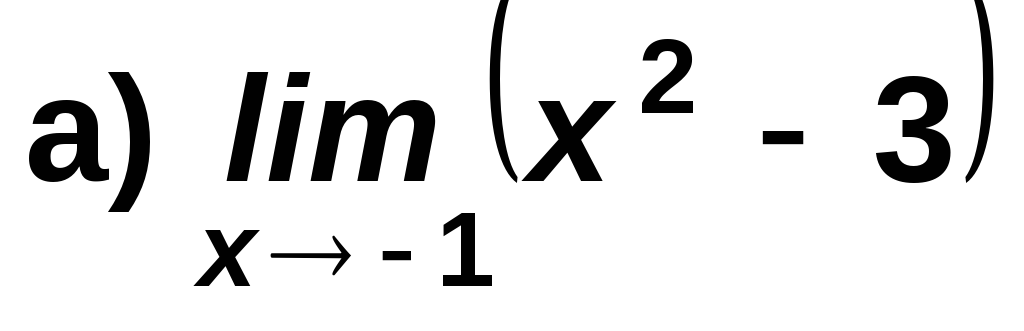 a) lim (x² - 3)
x→ - 1